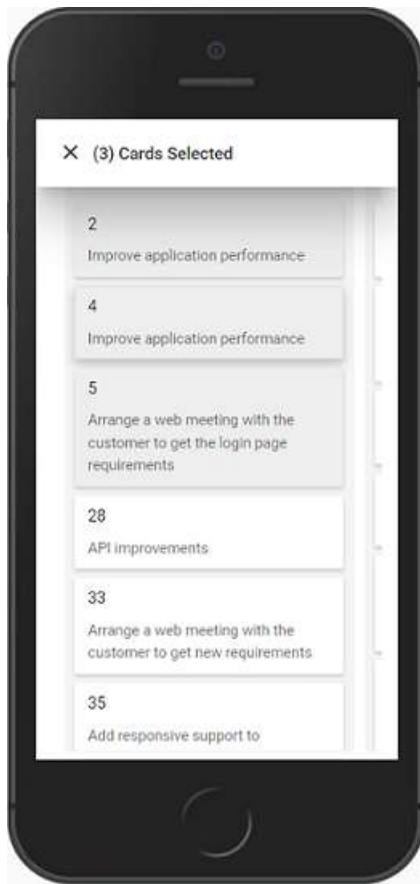 (3) Cards Selected
2
Improve application performance
4
Improve application performance
5
Arrange a web meeting with the
customer to get the login page
requirements
28
API improvements
33
Arrange a web meeting with the
customer to get new requirements
35
Add responsive support to